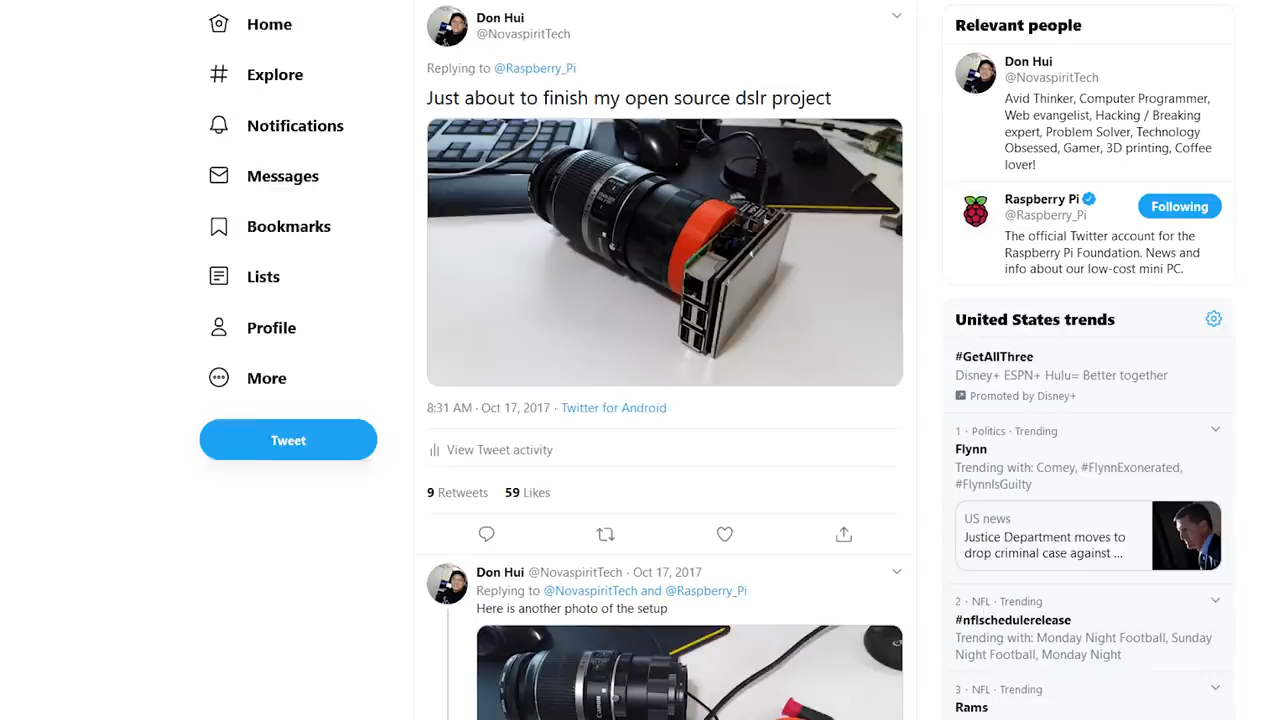 Home
Explore
Notifications
Messages
Bookmarks
Lists
Profile
More
Tweet
Don Hui
@NovaspiritTech
Replying to @Raspberry_Pi
Just about to finish my open source dslr project
8:31 AM · Oct 17, 2017 · Twitter for Android
View Tweet activity
9 Retweets 59 Likes
Don Hui @NovaspiritTech · Oct 17, 2017
Replying to @NovaspiritTech and @Raspberry_Pi
Here is another photo of the setup
Canon
Relevant people
Don Hui
@NovaspiritTech
Avid Thinker, Computer Programmer,
Web evangelist, Hacking / Breaking
expert, Problem Solver, Technology
Obsessed, Gamer, 3D printing, Coffee
lover!
Raspberry Pi
@Raspberry_Pi
Following
The official Twitter account for the
Raspberry Pi Foundation. News and
info about our low-cost mini PC.
United States trends
#GetAllThree
Disney+ ESPN+ Hulu= Better together
Promoted by Disney+
1 · Politics · Trending
Flynn
Trending with: Comey, #FlynnExonerated,
#FlynnIsGuilty
US news
Justice Department moves to
drop criminal case against ...
2 · NFL · Trending
#nflschedulerelease
Trending with: Monday Night Football, Sunday
Night Football, Monday Night
3 · NFL · Trending
Rams